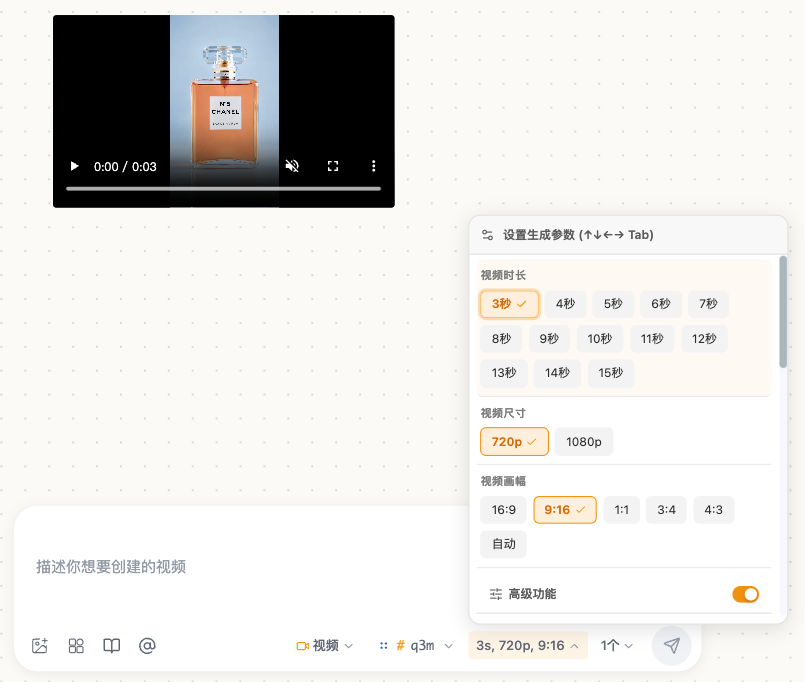 N°5
CHANEL
0:00 / 0:03
设置生成参数 (↑↓←→ Tab)
视频时长
3秒 4秒 5秒 6秒 7秒
8秒 9秒 10秒 11秒 12秒
13秒 14秒 15秒
视频尺寸
720p 1080p
视频画幅
16:9 9:16 1:1 3:4 4:3
自动
高级功能
描述你想要创建的视频
视频 # q3m 3s, 720p, 9:16 1个